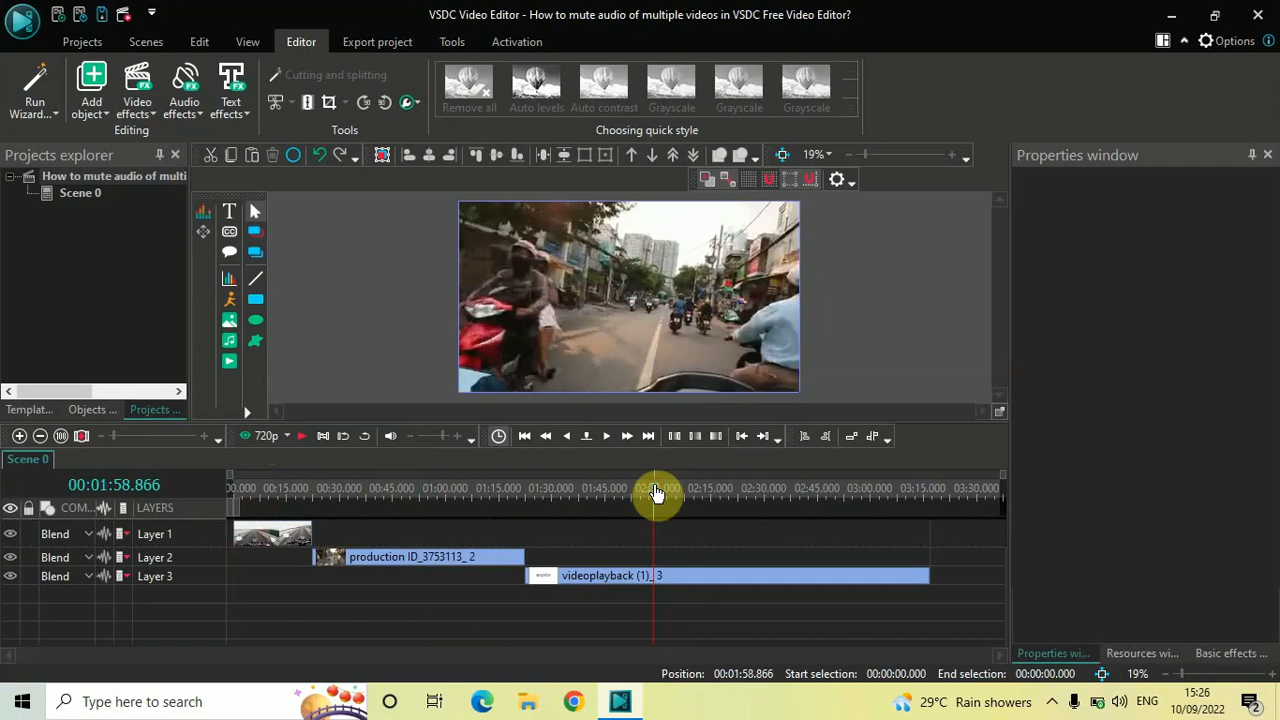 VSDC Video Editor - How to mute audio of multiple videos in VSDC Free Video Editor?
Projects Scenes Edit View Editor Export project Tools Activation Options
Run Wizard... Add object Video effects Audio effects Text effects
Editing
Cutting and splitting
Tools
Remove all Auto levels Auto contrast Grayscale Grayscale Grayscale
Choosing quick style
Projects explorer
19%
Properties window
How to mute audio of multi
Scene 0
Templat... Objects ... Projects ...
720p
Scene 0
00:01:58.866
0.000 00:15.000 00:30.000 00:45.000 01:00.000 01:15.000 01:30.000 01:45.000 02:15.000 02:30.000 02:45.000 03:00.000 03:15.000 03:30.000
COM... LAYERS
Blend Layer 1
Blend Layer 2 production ID_3753113_ 2
Blend Layer 3 videoplayback (1)_ 3
Properties wi... Resources wi... Basic effects ...
Position: 00:01:58.866 Start selection: 00:00:00.000 End selection: 00:00:00.000 19%
Type here to search
29°C Rain showers
ENG
15:26
10/09/2022
2